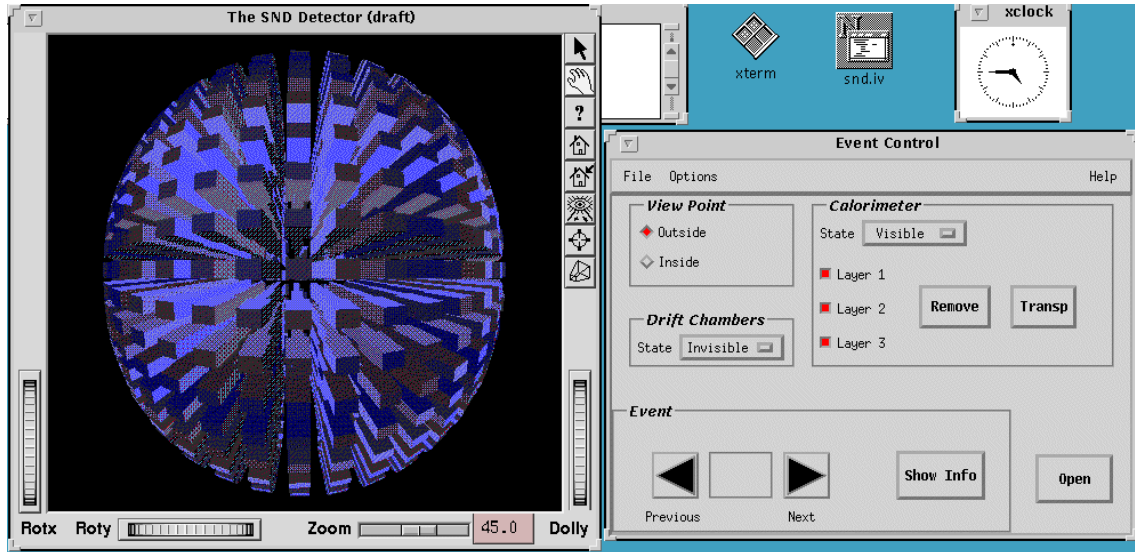 The SND Detector (draft)
?
Rotx Roty Zoom 45.0 Dolly
xterm
N
snd.iv
xclock
Event Control
File Options Help
View Point
Outside
Inside
Drift Chambers
State Invisible
Calorimeter
State Visible
Layer 1
Layer 2
Layer 3
Remove Transp
Event
Previous
Next
Show Info
Open